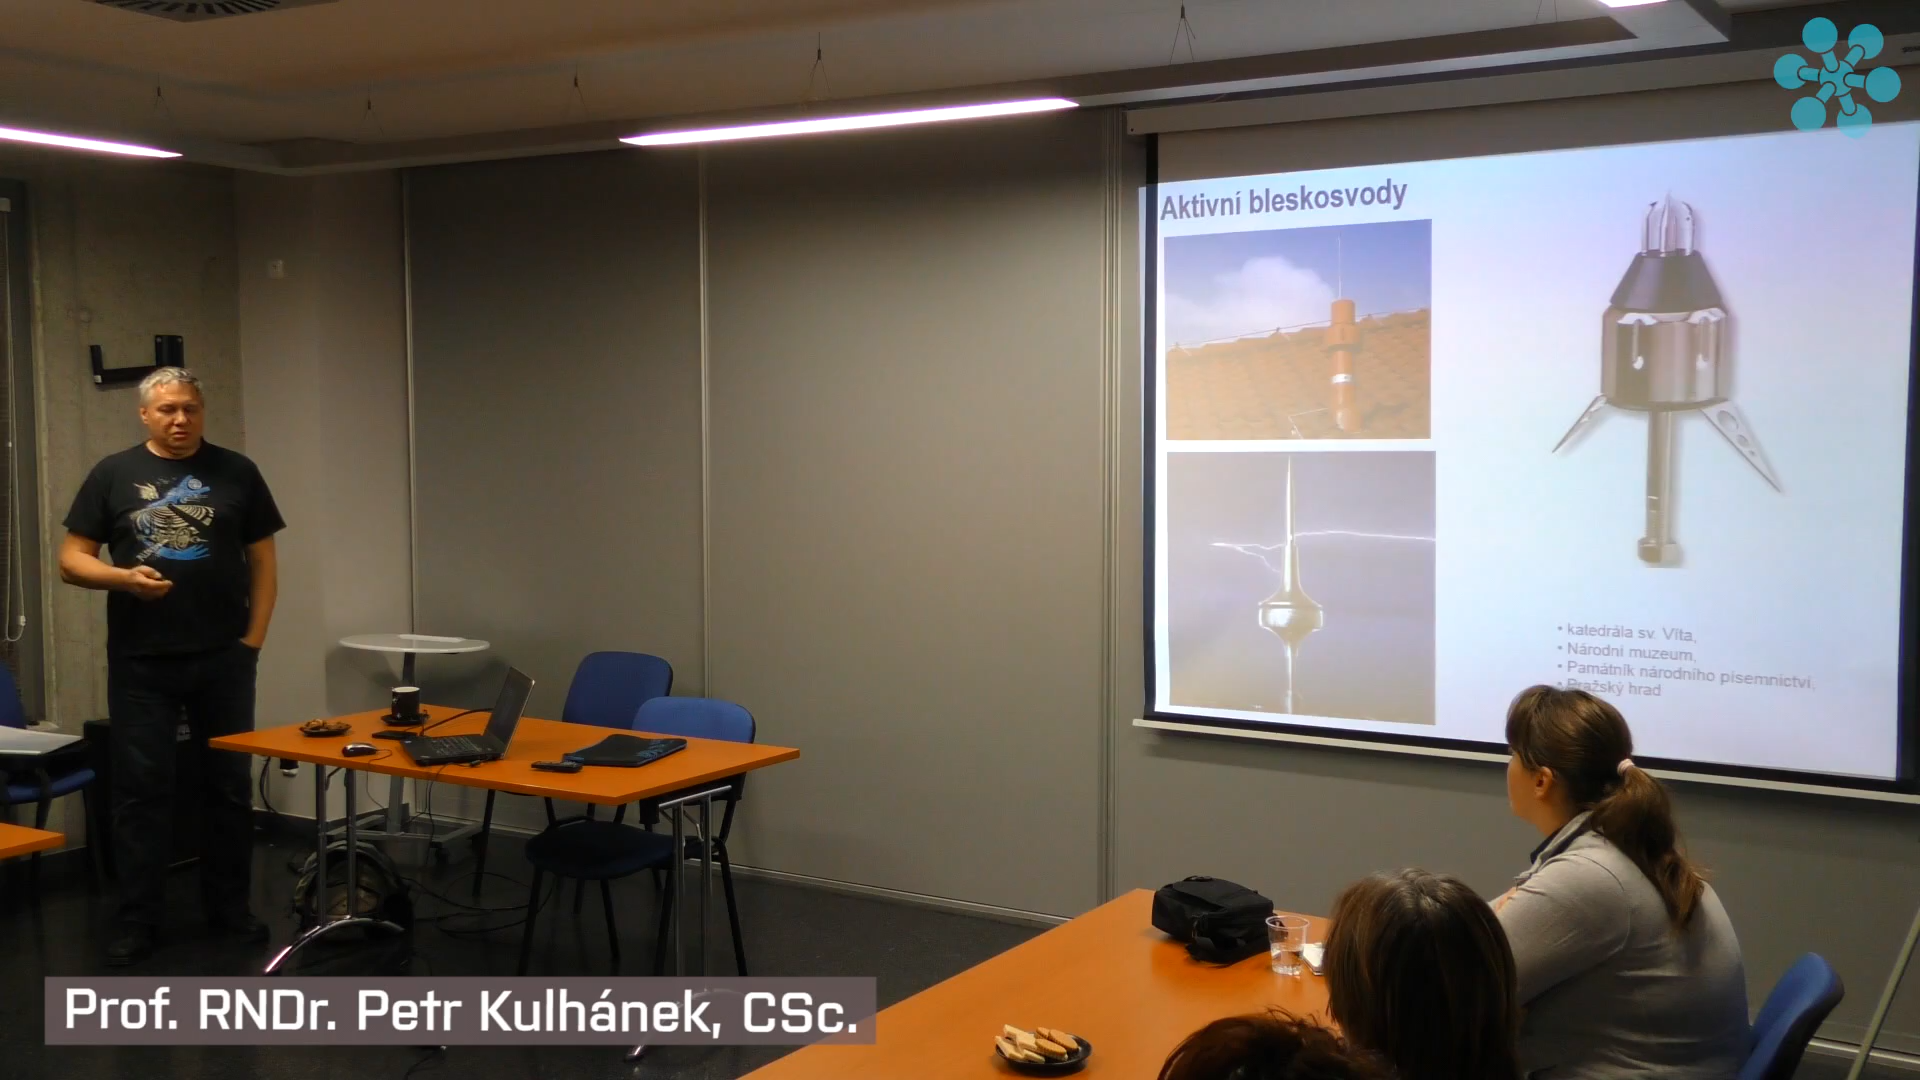 Aktivní bleskosvody
• katedrála sv. Víta,
• Národní muzeum,
• Památník národního písemnictví,
• Pražský hrad
Prof. RNDr. Petr Kulhánek, CSc.